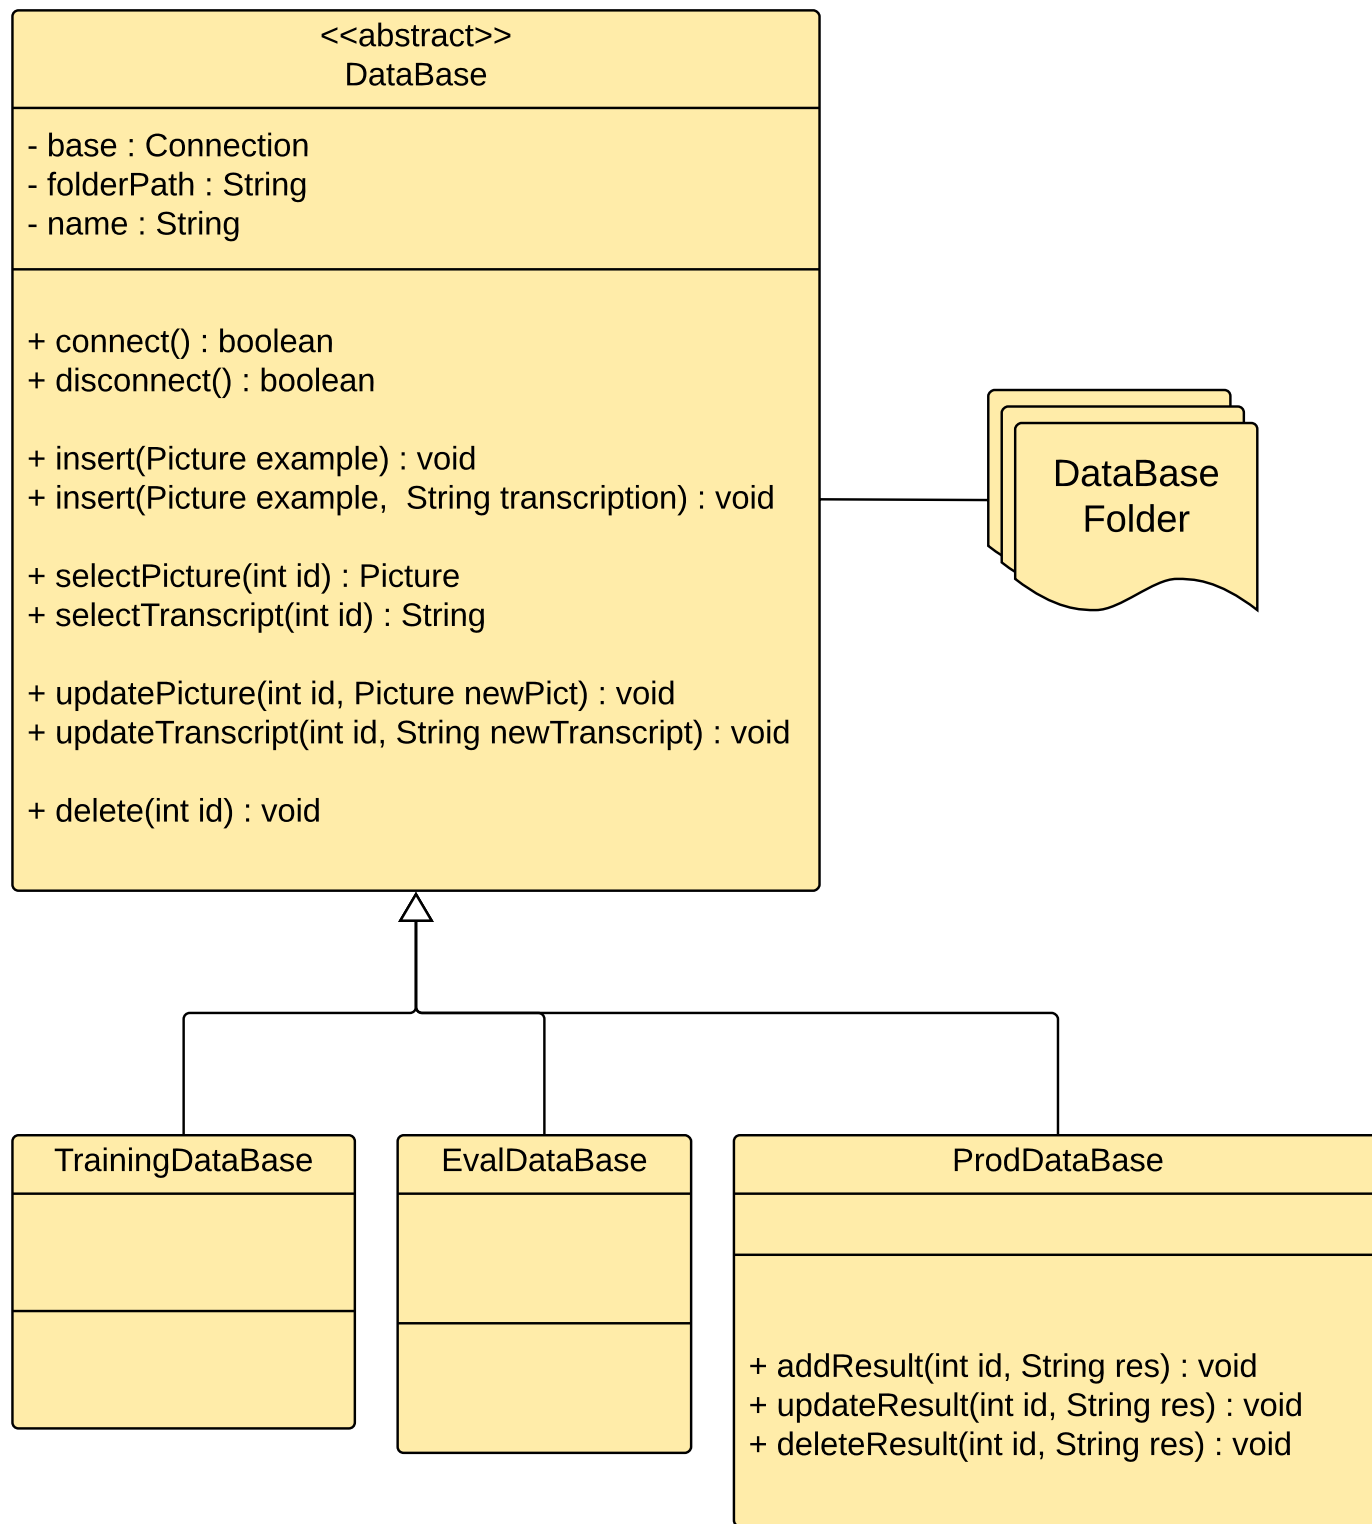 <<abstract>>
DataBase
- base : Connection
- folderPath : String
- name : String
+ connect() : boolean
+ disconnect() : boolean
+ insert(Picture example) : void
+ insert(Picture example,  String transcription) : void
+ selectPicture(int id) : Picture
+ selectTranscript(int id) : String
+ updatePicture(int id, Picture newPict) : void
+ updateTranscript(int id, String newTranscript) : void
+ delete(int id) : void
DataBase
Folder
TrainingDataBase
EvalDataBase
ProdDataBase
+ addResult(int id, String res) : void
+ updateResult(int id, String res) : void
+ deleteResult(int id, String res) : void